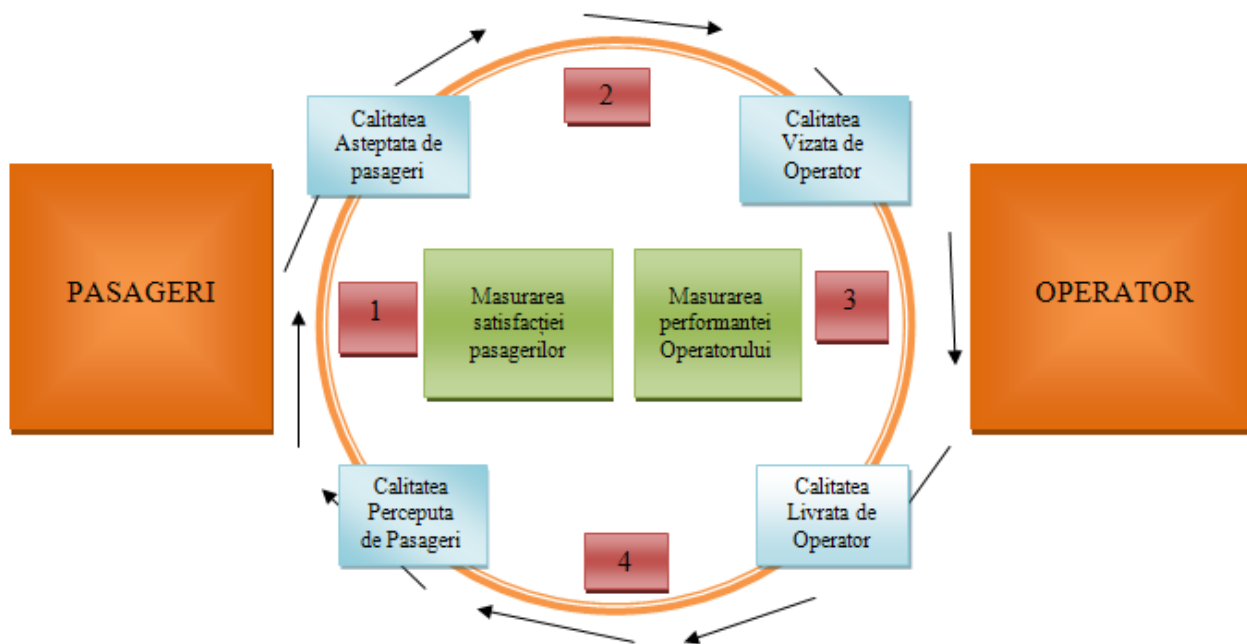 2
Calitatea
Asteptata de
pasageri
Calitatea
Vizata de
Operator
PASAGERI
1
Masurarea
satisfacției
pasagerilor
Masurarea
performantei
Operatorului
3
OPERATOR
Calitatea
Perceputa
de Pasageri
4
Calitatea
Livrata de
Operator